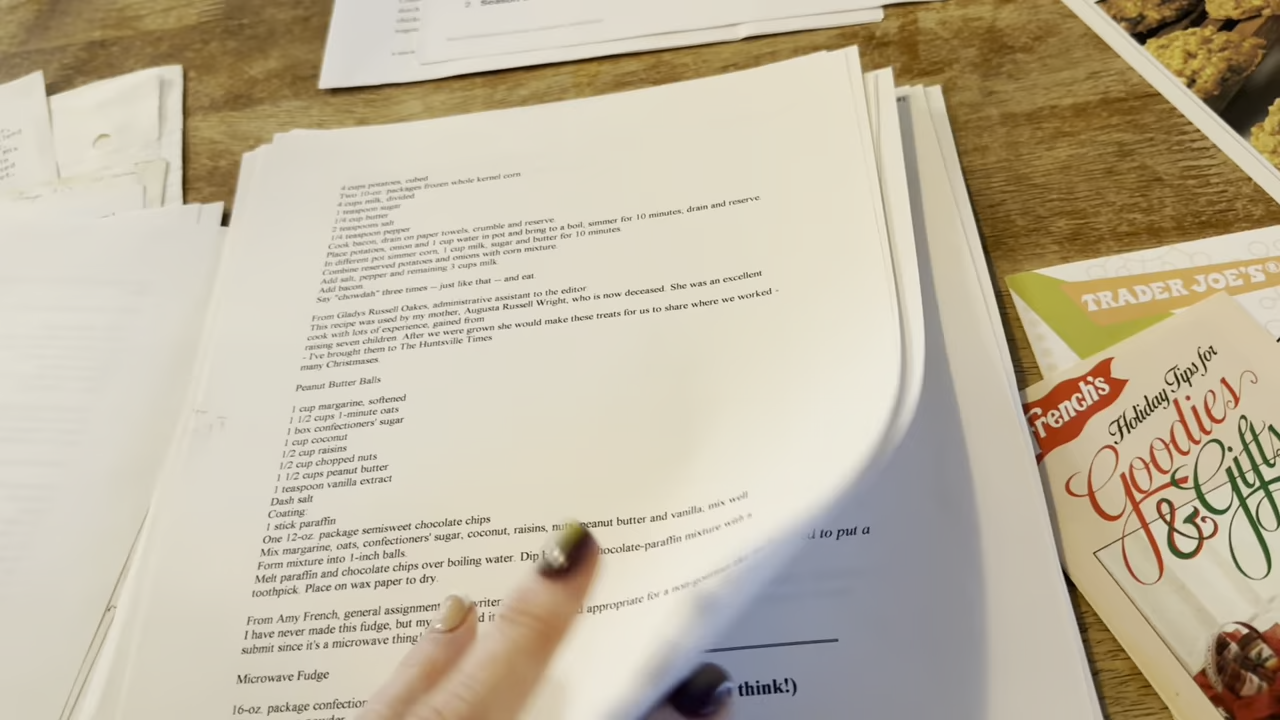 2. Season
4 cups potatoes, cubed
Two 10-oz. packages frozen whole kernel corn
4 cups milk, divided
1 teaspoon sugar
1/4 cup butter
2 teaspoons salt
1/4 teaspoon pepper
Cook bacon, drain on paper towels, crumble and reserve.
Place potatoes, onion and 1 cup water in pot and bring to a boil, simmer for 10 minutes; drain and reserve.
In different pot simmer corn, 1 cup milk, sugar and butter for 10 minutes.
Combine reserved potatoes and onions with corn mixture.
Add salt, pepper and remaining 3 cups milk.
Add bacon.
Say "chowdah" three times -- just like that -- and eat.
From Gladys Russell Oakes, administrative assistant to the editor:
This recipe was used by my mother, Augusta Russell Wright, who is now deceased. She was an excellent
cook with lots of experience, gained from
raising seven children. After we were grown she would make these treats for us to share where we worked -
- I've brought them to The Huntsville Times
many Christmases.
Peanut Butter Balls
1 cup margarine, softened
1 1/2 cups 1-minute oats
1 box confectioners' sugar
1 cup coconut
1/2 cup raisins
1/2 cup chopped nuts
1 1/2 cups peanut butter
1 teaspoon vanilla extract
Dash salt
Coating:
1 stick paraffin
One 12-oz. package semisweet chocolate chips
Mix margarine, oats, confectioners' sugar, coconut, raisins, nuts, peanut butter and vanilla, mix well
Form mixture into 1-inch balls.
Melt paraffin and chocolate chips over boiling water. Dip chocolate-paraffin mixture with a
toothpick. Place on wax paper to dry.
From Amy French, general assignment writer:
I have never made this fudge, but my d it appropriate for a non-gourmet
submit since it's a microwave thing!
Microwave Fudge
16-oz. package confection
to put a
think!)
TRADER JOE'S
French's
Holiday Tips for
Goodies
& Gifts